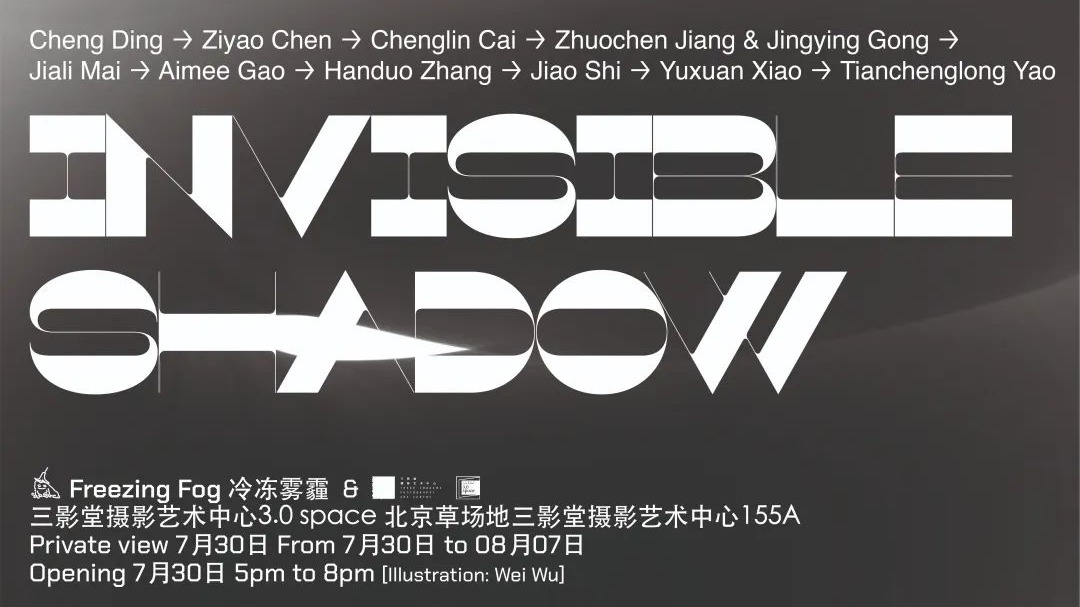 Cheng Ding → Ziyao Chen → Chenglin Cai → Zhuochen Jiang & Jingying Gong →
Jiali Mai → Aimee Gao → Handuo Zhang → Jiao Shi → Yuxuan Xiao → Tianchenglong Yao
INVISIBLE
SHADOW
Freezing Fog 冷冻雾霾 &
三影堂摄影艺术中心3.0 space 北京草场地三影堂摄影艺术中心155A
Private view 7月30日 From 7月30日 to 08月07日
Opening 7月30日 5pm to 8pm [Illustration: Wei Wu]